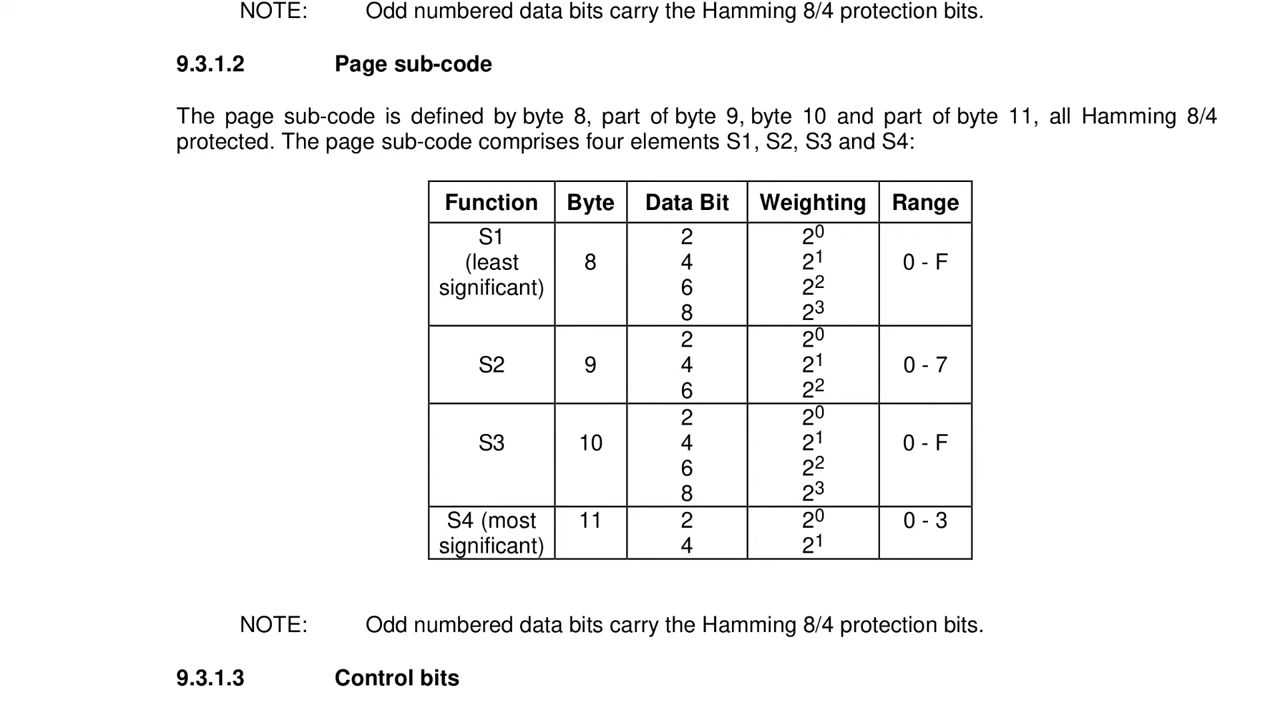 NOTE: Odd numbered data bits carry the Hamming 8/4 protection bits.
9.3.1.2 Page sub-code
The page sub-code is defined by byte 8, part of byte 9, byte 10 and part of byte 11, all Hamming 8/4
protected. The page sub-code comprises four elements S1, S2, S3 and S4:
Function Byte Data Bit Weighting Range
S1 2 2⁰
(least 8 4 2¹ 0 - F
significant) 6 2²
8 2³
2 2⁰
S2 9 4 2¹ 0 - 7
6 2²
2 2⁰
S3 10 4 2¹ 0 - F
6 2²
8 2³
S4 (most 11 2 2⁰ 0 - 3
significant) 4 2¹
NOTE: Odd numbered data bits carry the Hamming 8/4 protection bits.
9.3.1.3 Control bits